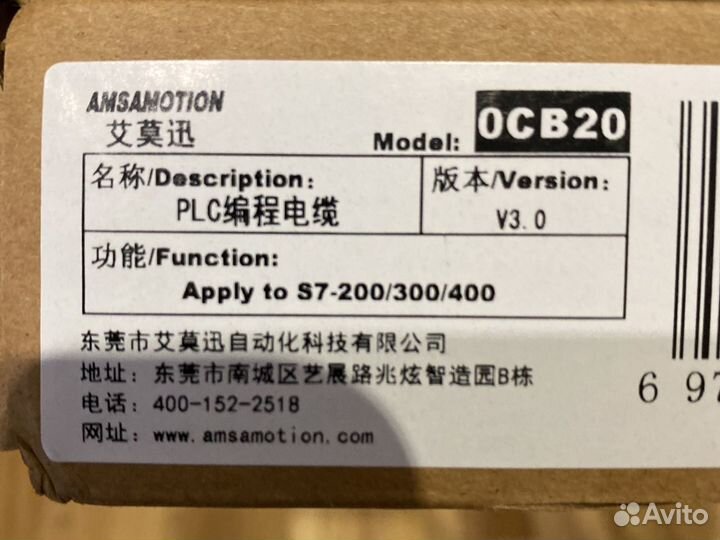 AMSAMOTION
艾莫迅
Model: 0CB20
名称/Description:
PLC编程电缆
版本/Version:
V3.0
功能/Function:
Apply to S7-200/300/400
东莞市艾莫迅自动化科技有限公司
地址: 东莞市南城区艺展路兆炫智造园B栋
电话: 400-152-2518
网址: www.amsamotion.com
6 97
Avito